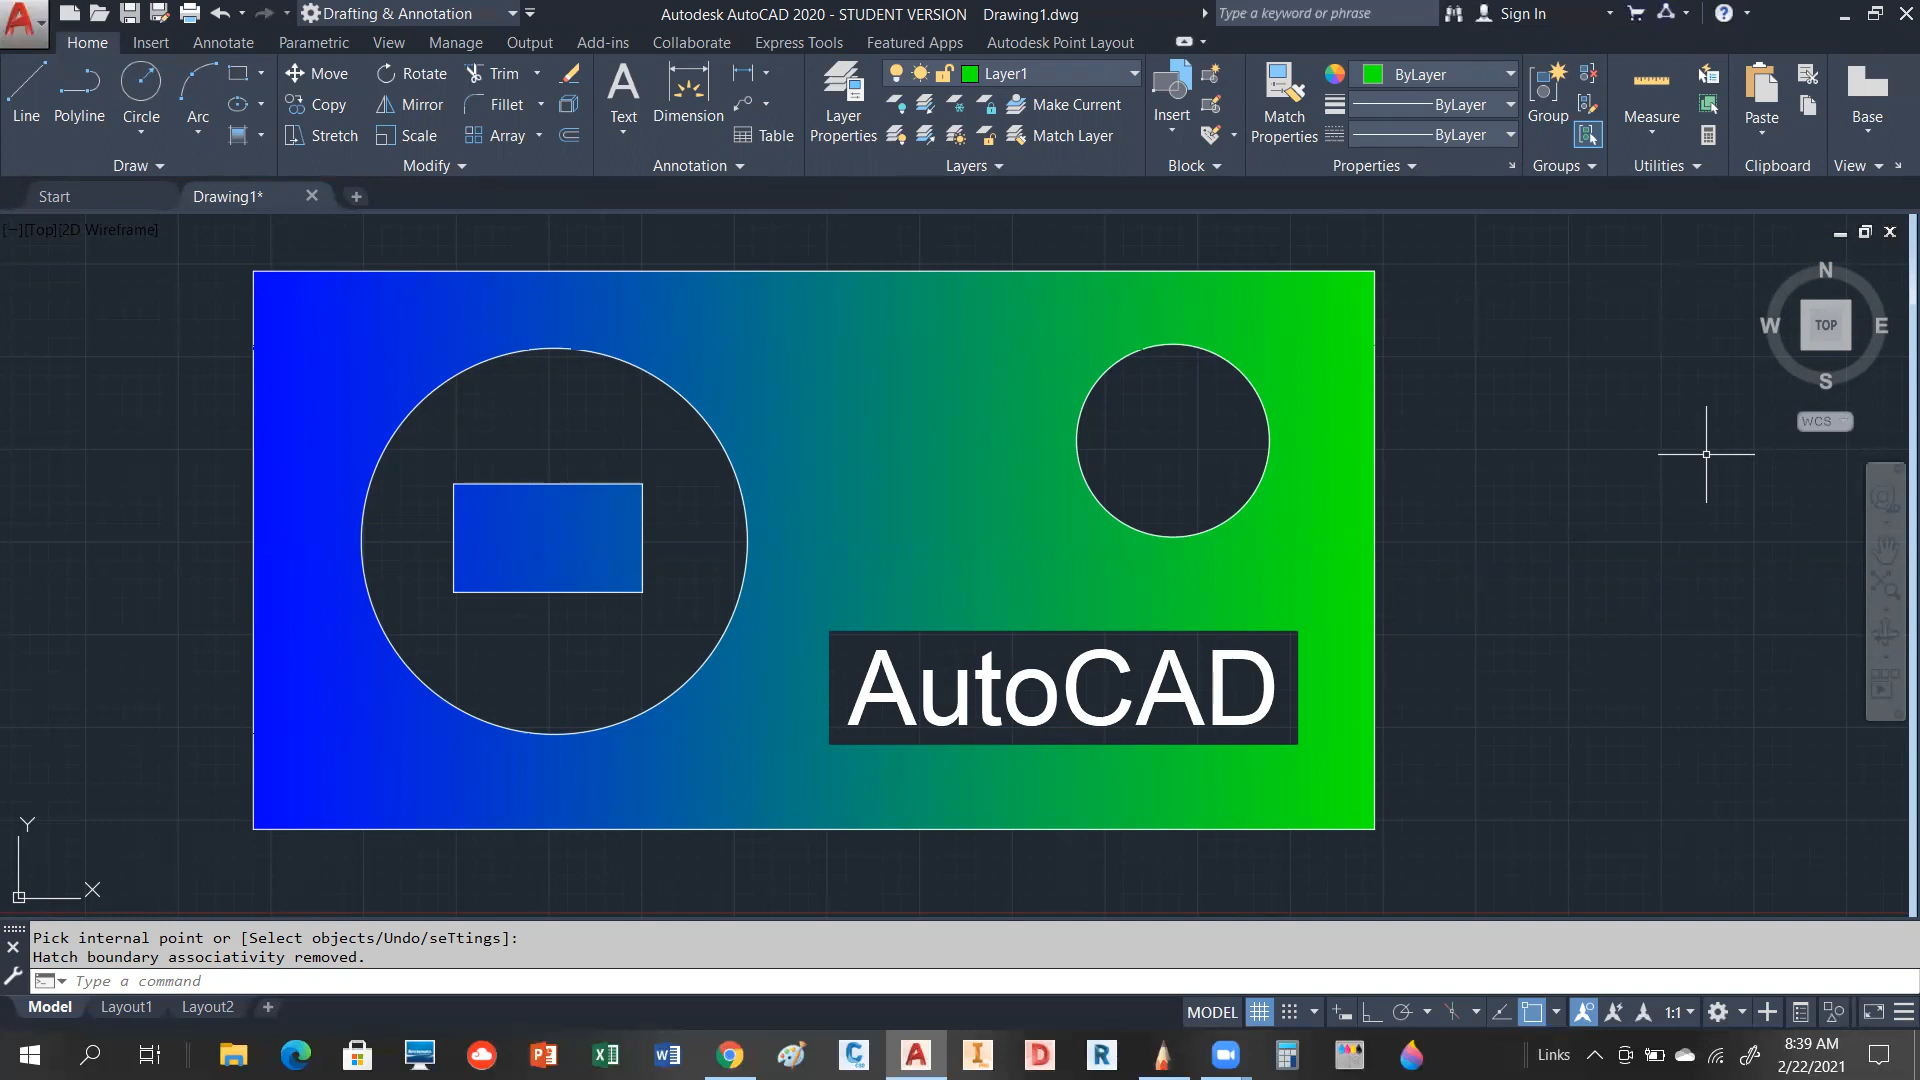 Drafting & Annotation
Autodesk AutoCAD 2020 - STUDENT VERSION Drawing1.dwg
Type a keyword or phrase
Sign In
Home Insert Annotate Parametric View Manage Output Add-ins Collaborate Express Tools Featured Apps Autodesk Point Layout
Line Polyline Circle Arc
Move Rotate Trim
Copy Mirror Fillet
Stretch Scale Array
Text Dimension
Table
Layer Properties
Layer1
Make Current
Match Layer
Insert
Match Properties
ByLayer
ByLayer
ByLayer
Group
Measure
Paste
Base
Draw Modify Annotation Layers Block Properties Groups Utilities Clipboard View
Start Drawing1*
[−][Top][2D Wireframe]
N
W TOP E
S
WCS
AutoCAD
Y
X
Pick internal point or [Select objects/Undo/seTtings]:
Hatch boundary associativity removed.
Type a command
Model Layout1 Layout2
MODEL 1:1
Links
8:39 AM
2/22/2021